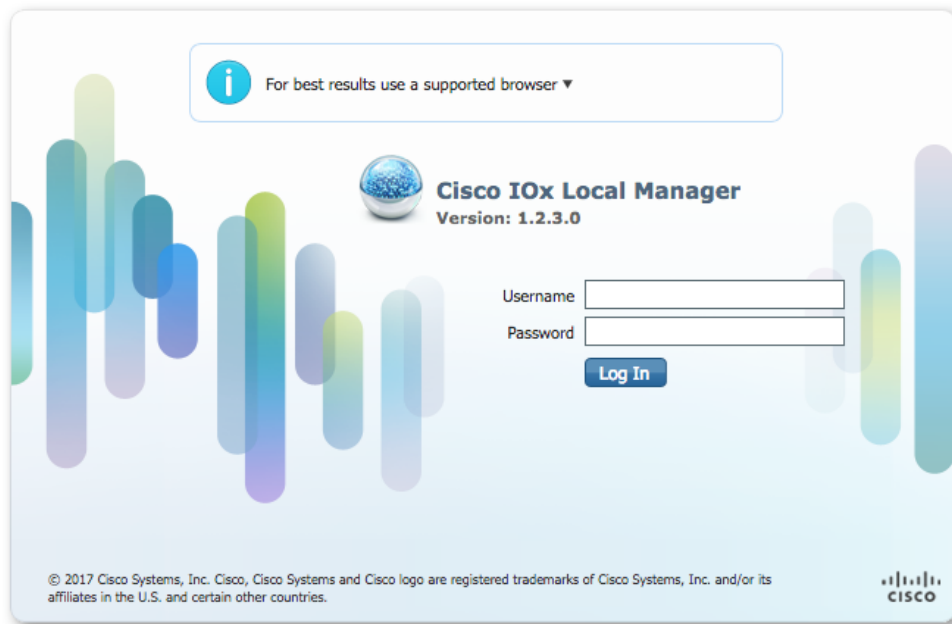 For best results use a supported browser ▼
Cisco IOx Local Manager
Version: 1.2.3.0
Username
Password
Log In
© 2017 Cisco Systems, Inc. Cisco, Cisco Systems and Cisco logo are registered trademarks of Cisco Systems, Inc. and/or its
affiliates in the U.S. and certain other countries.
CISCO